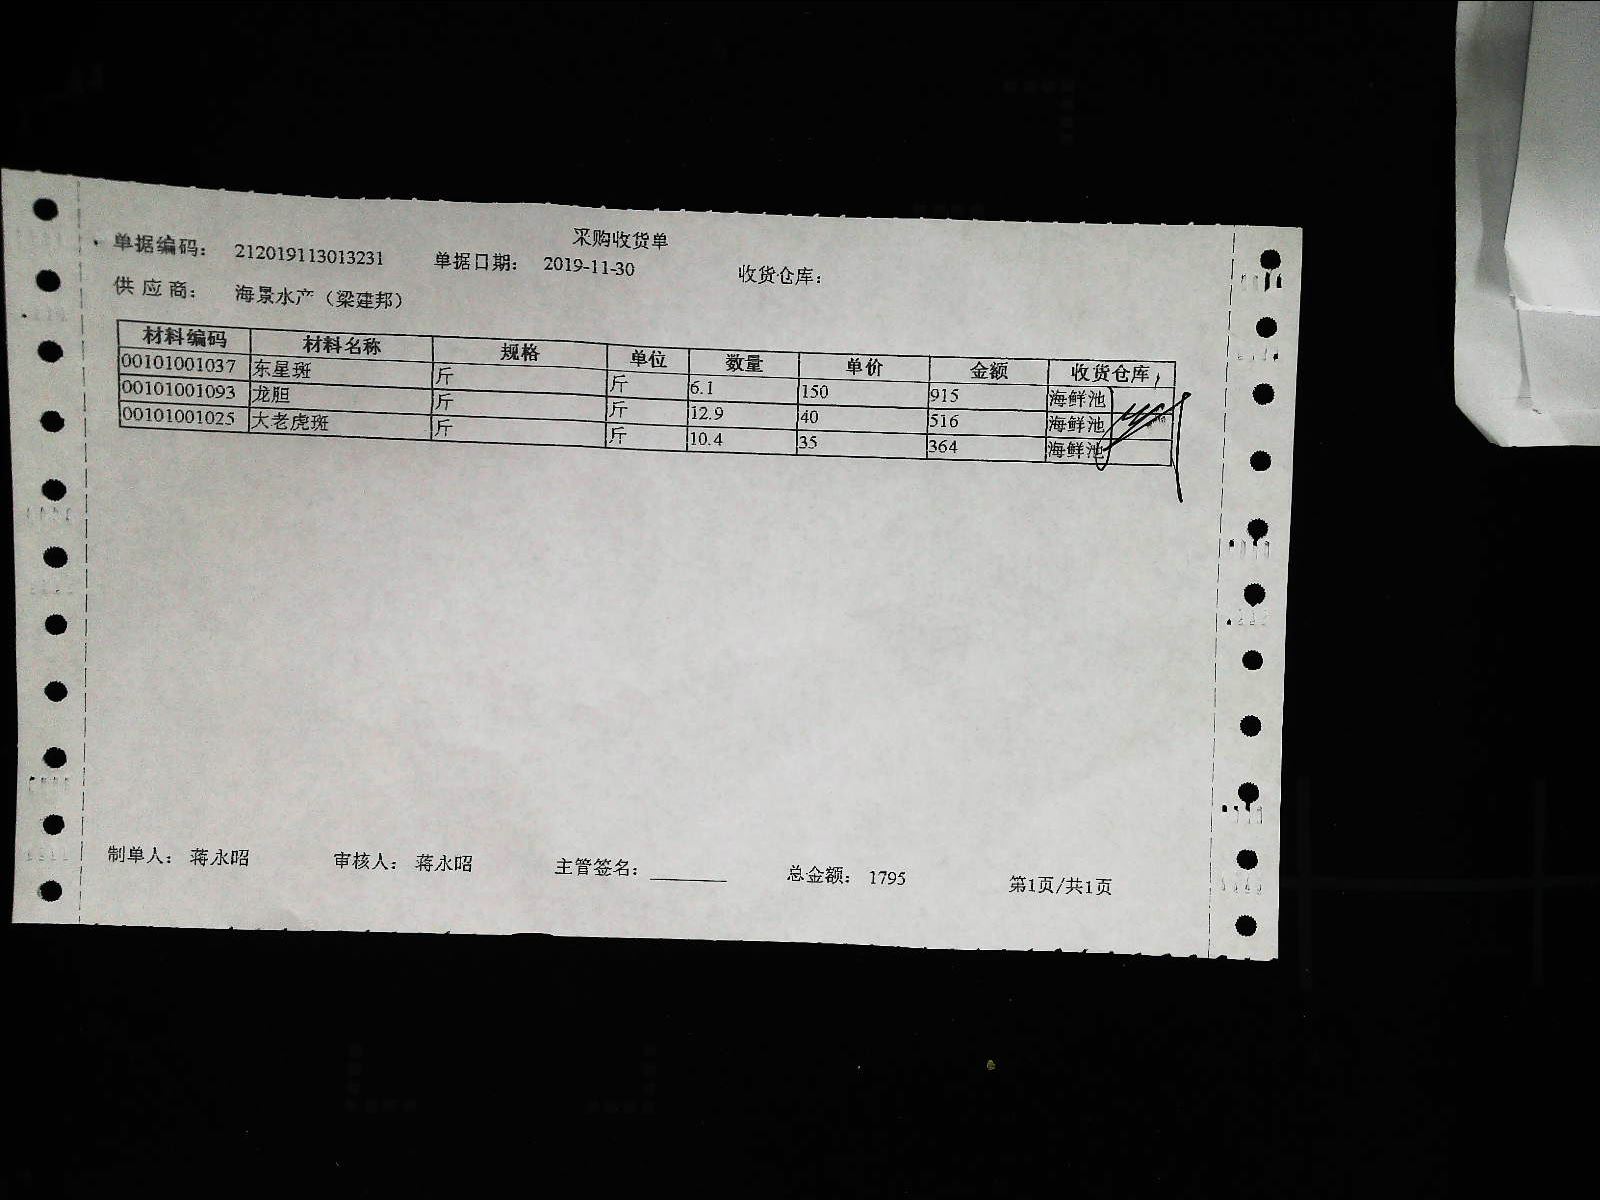 采购收货单
单据编码： 212019113013231 单据日期： 2019-11-30 收货仓库：
供 应 商： 海景水产（梁建邦）
材料编码 材料名称 规格 单位 数量 单价 金额 收货仓库
00101001037 东星斑 斤 斤 6.1 150 915 海鲜池
00101001093 龙胆 斤 斤 12.9 40 516 海鲜池
00101001025 大老虎斑 斤 斤 10.4 35 364 海鲜池
制单人： 蒋永昭 审核人： 蒋永昭 主管签名：________ 总金额： 1795 第1页/共1页